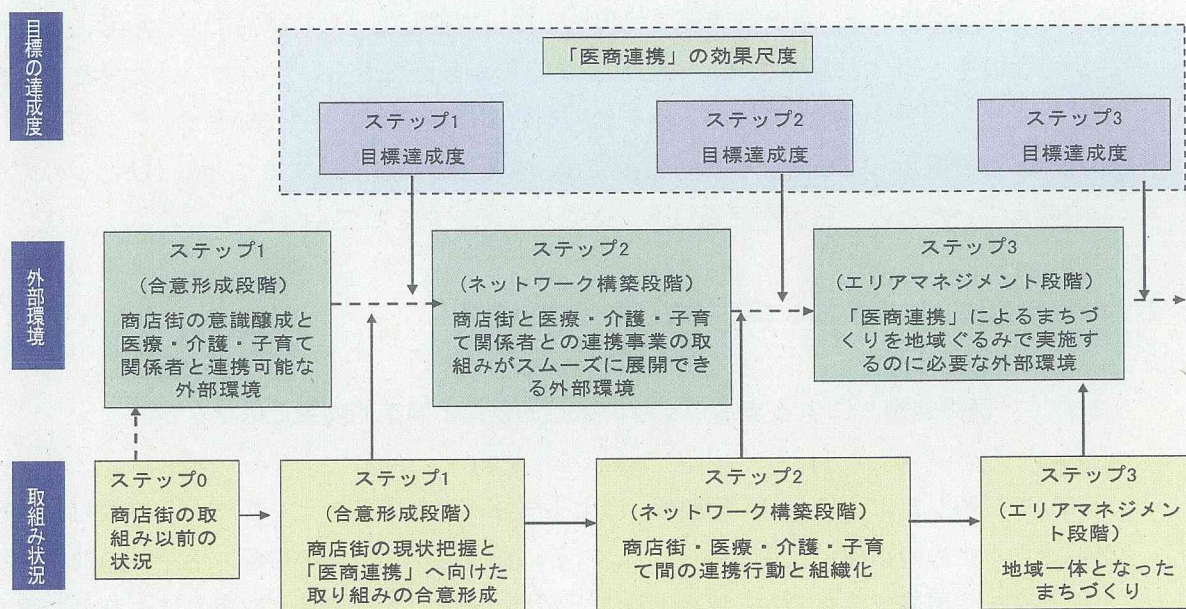 目標の達成度
「医商連携」の効果尺度
ステップ1
目標達成度
ステップ2
目標達成度
ステップ3
目標達成度
外部環境
ステップ1
(合意形成段階)
商店街の意識醸成と
医療・介護・子育て
関係者と連携可能な
外部環境
ステップ2
(ネットワーク構築段階)
商店街と医療・介護・子育
て関係者との連携事業の取
組みがスムーズに展開でき
る外部環境
ステップ3
(エリアマネジメント段階)
「医商連携」によるまちづ
くりを地域ぐるみで実施す
るのに必要な外部環境
取組み状況
ステップ0
商店街の取
組み以前の
状況
ステップ1
(合意形成段階)
商店街の現状把握と
「医商連携」へ向けた
取り組みの合意形成
ステップ2
(ネットワーク構築段階)
商店街・医療・介護・子育
て間の連携行動と組織化
ステップ3
(エリアマネジメン
ト段階)
地域一体となった
まちづくり